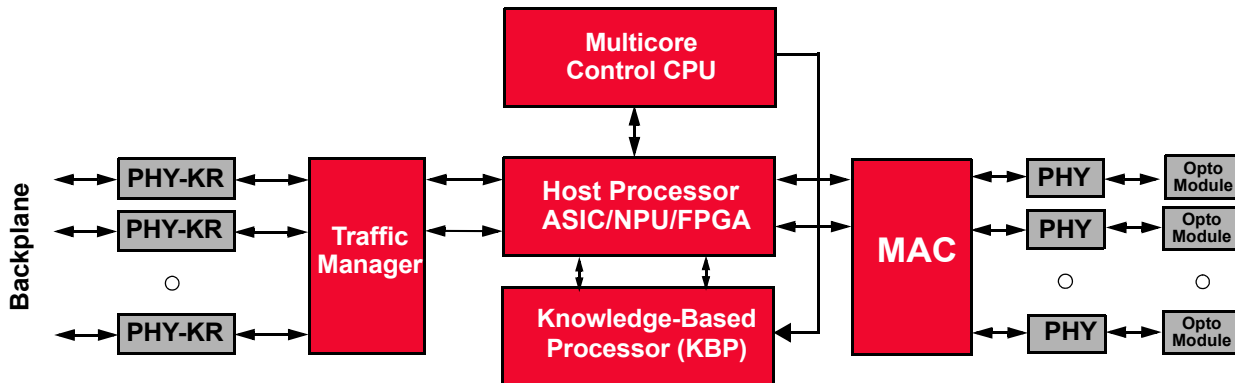 Multicore
Control CPU
Backplane
PHY-KR
PHY-KR
PHY-KR
Traffic
Manager
Host Processor
ASIC/NPU/FPGA
Knowledge-Based
Processor (KBP)
MAC
PHY
PHY
PHY
Opto
Module
Opto
Module
Opto
Module